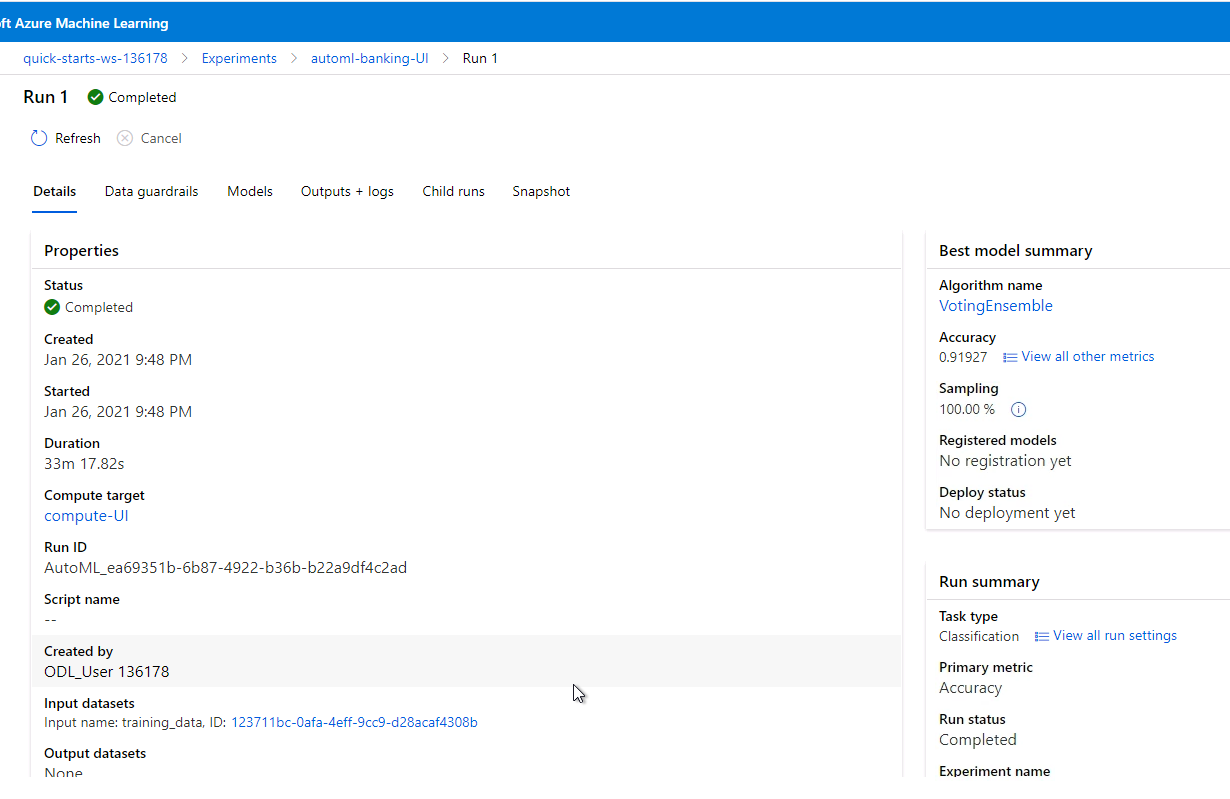 ft Azure Machine Learning
quick-starts-ws-136178 > Experiments > automl-banking-UI > Run 1
Run 1 Completed
Refresh Cancel
Details Data guardrails Models Outputs + logs Child runs Snapshot
Properties
Status
Completed
Created
Jan 26, 2021 9:48 PM
Started
Jan 26, 2021 9:48 PM
Duration
33m 17.82s
Compute target
compute-UI
Run ID
AutoML_ea69351b-6b87-4922-b36b-b22a9df4c2ad
Script name
--
Created by
ODL_User 136178
Input datasets
Input name: training_data, ID: 123711bc-0afa-4eff-9cc9-d28acaf4308b
Output datasets
None
Best model summary
Algorithm name
VotingEnsemble
Accuracy
0.91927 View all other metrics
Sampling
100.00 %
Registered models
No registration yet
Deploy status
No deployment yet
Run summary
Task type
Classification View all run settings
Primary metric
Accuracy
Run status
Completed
Experiment name